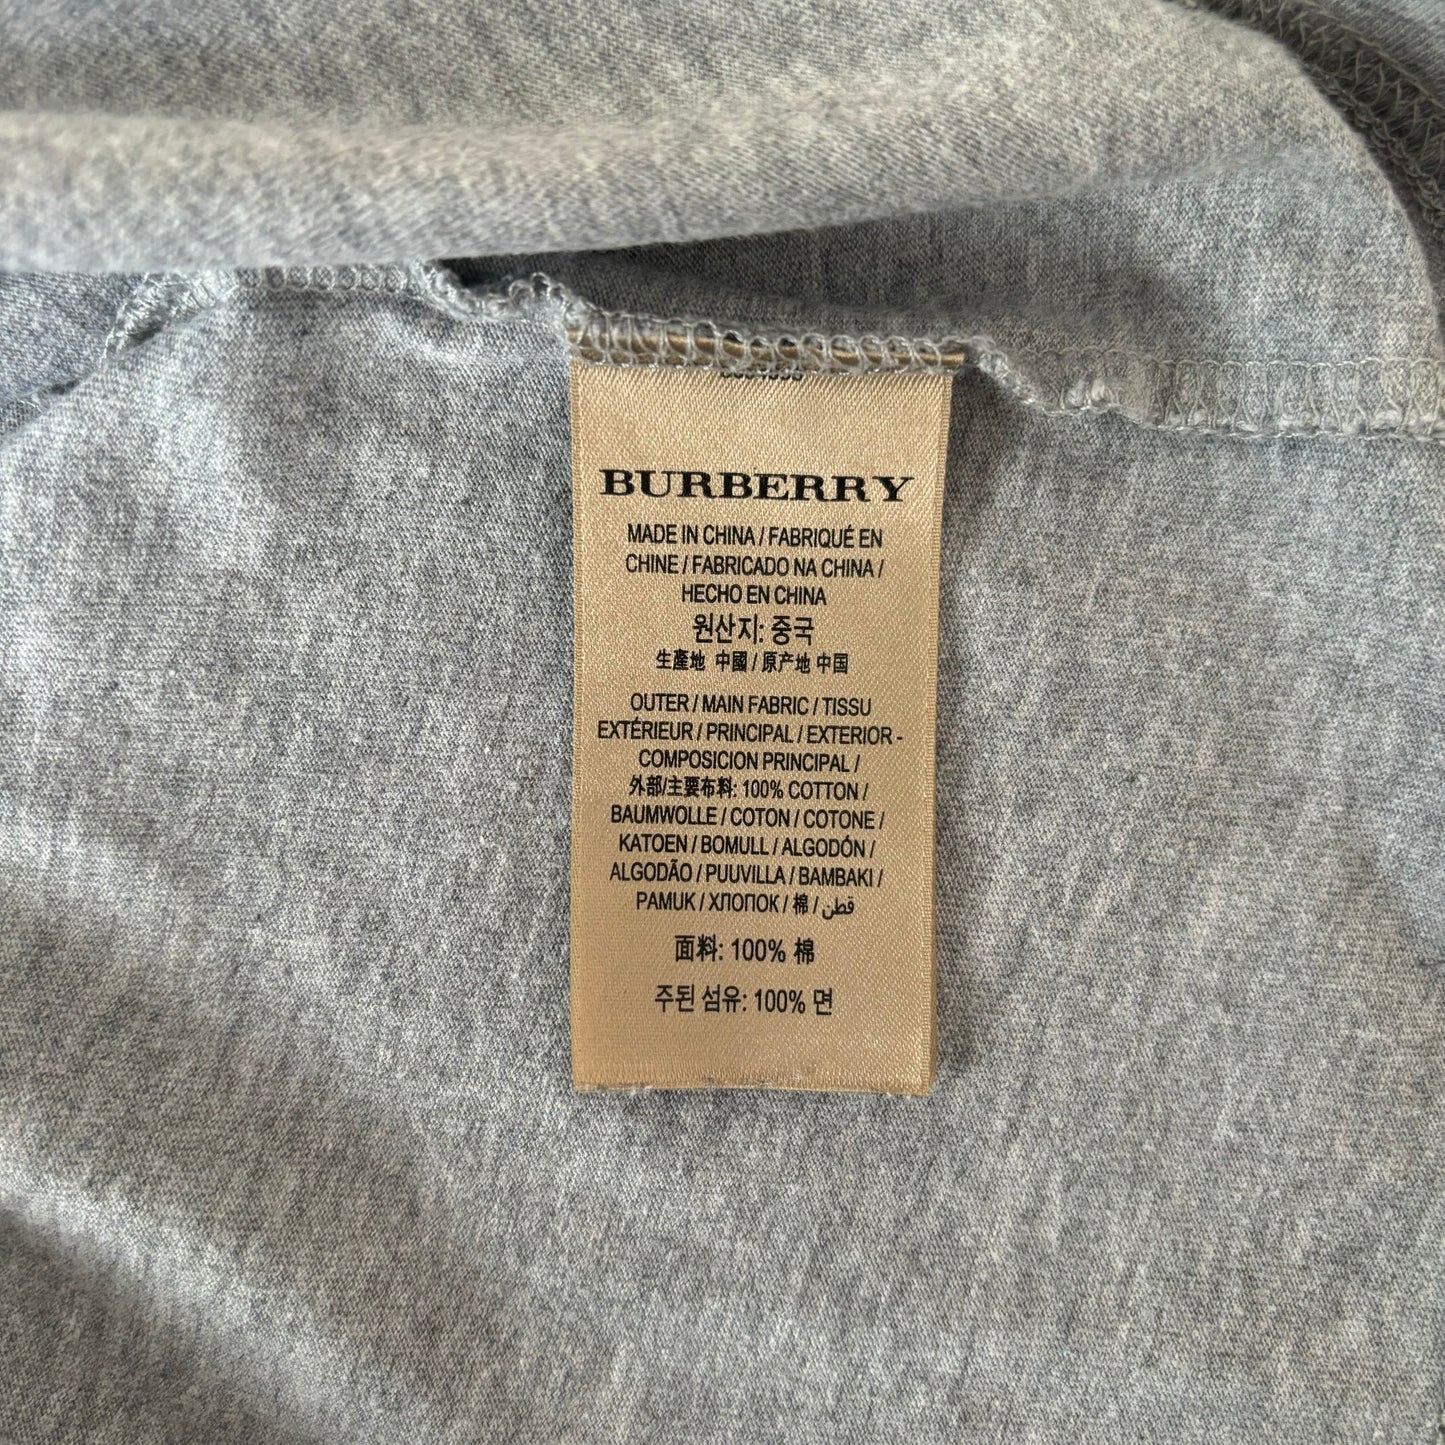 BURBERRY
MADE IN CHINA / FABRIQUÉ EN
CHINE / FABRICADO NA CHINA /
HECHO EN CHINA
원산지: 중국
生產地 中國 / 原产地 中国
OUTER / MAIN FABRIC / TISSU
EXTÉRIEUR / PRINCIPAL / EXTERIOR -
COMPOSICION PRINCIPAL /
外部/主要布料: 100% COTTON /
BAUMWOLLE / COTON / COTONE /
KATOEN / BOMULL / ALGODÓN /
ALGODÃO / PUUVILLA / BAMBAKI /
PAMUK / ХЛОПОК / 棉 / قطن
面料: 100% 棉
주된 섬유: 100% 면